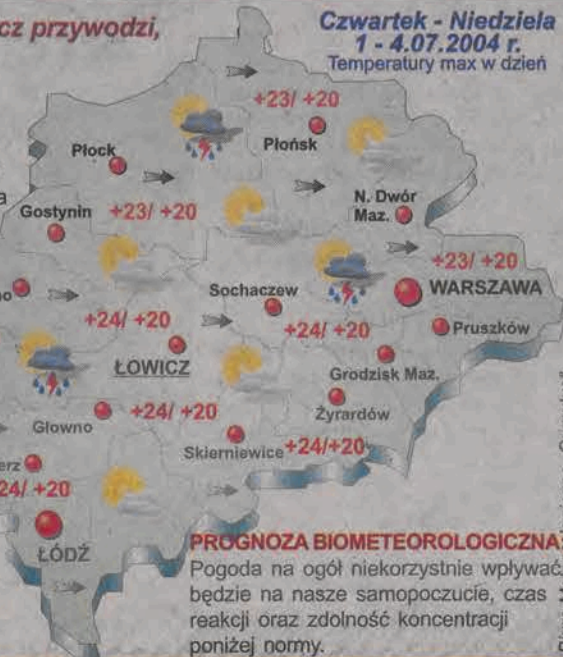 cz przywodzi,
Czwartek - Niedziela
1 - 4.07.2004 r.
Temperatury max w dzień
+23/ +20
Płock
Płońsk
Gostynin +23/ +20
N. Dwór
Maz.
+23/ +20
Sochaczew
WARSZAWA
+24/ +20
+24/ +20
Pruszków
ŁOWICZ
Grodzisk Maz.
+24/ +20
Głowno
Żyrardów
Skierniewice +24/+20
24/ +20
ŁÓDŹ
PROGNOZA BIOMETEOROLOGICZNA:
Pogoda na ogół niekorzystnie wpływać
będzie na nasze samopoczucie, czas
reakcji oraz zdolność koncentracji
poniżej normy.